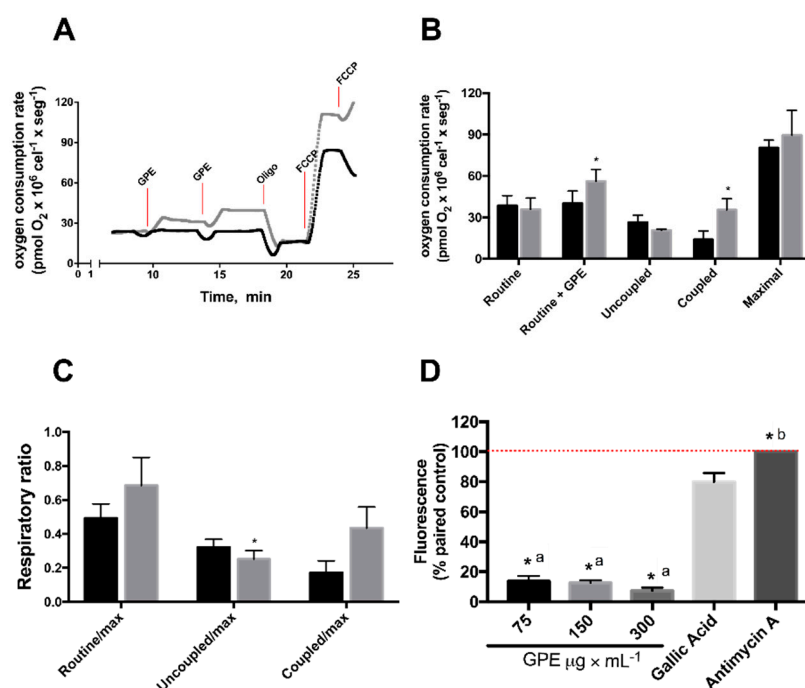 A
oxygen consumption rate
(pmol O₂ x 10⁶ cel⁻¹ x seg⁻¹)
120
90
60
30
0
GPE
GPE
Oligo
FCCP
FCCP
0 1 10 15 20 25
Time, min
B
oxygen consumption rate
(pmol O₂ x 10⁶ cel⁻¹ x seg⁻¹)
120
90
60
30
0
*
*
Routine
Routine + GPE
Uncoupled
Coupled
Maximal
C
Respiratory ratio
1.0
0.8
0.6
0.4
0.2
0.0
*
Routine/max
Uncoupled/max
Coupled/max
D
Fluorescence
(% paired control)
120
100
80
60
40
20
0
* a
* a
* a
* b
75
150
300
Gallic Acid
Antimycin A
GPE µg × mL⁻¹